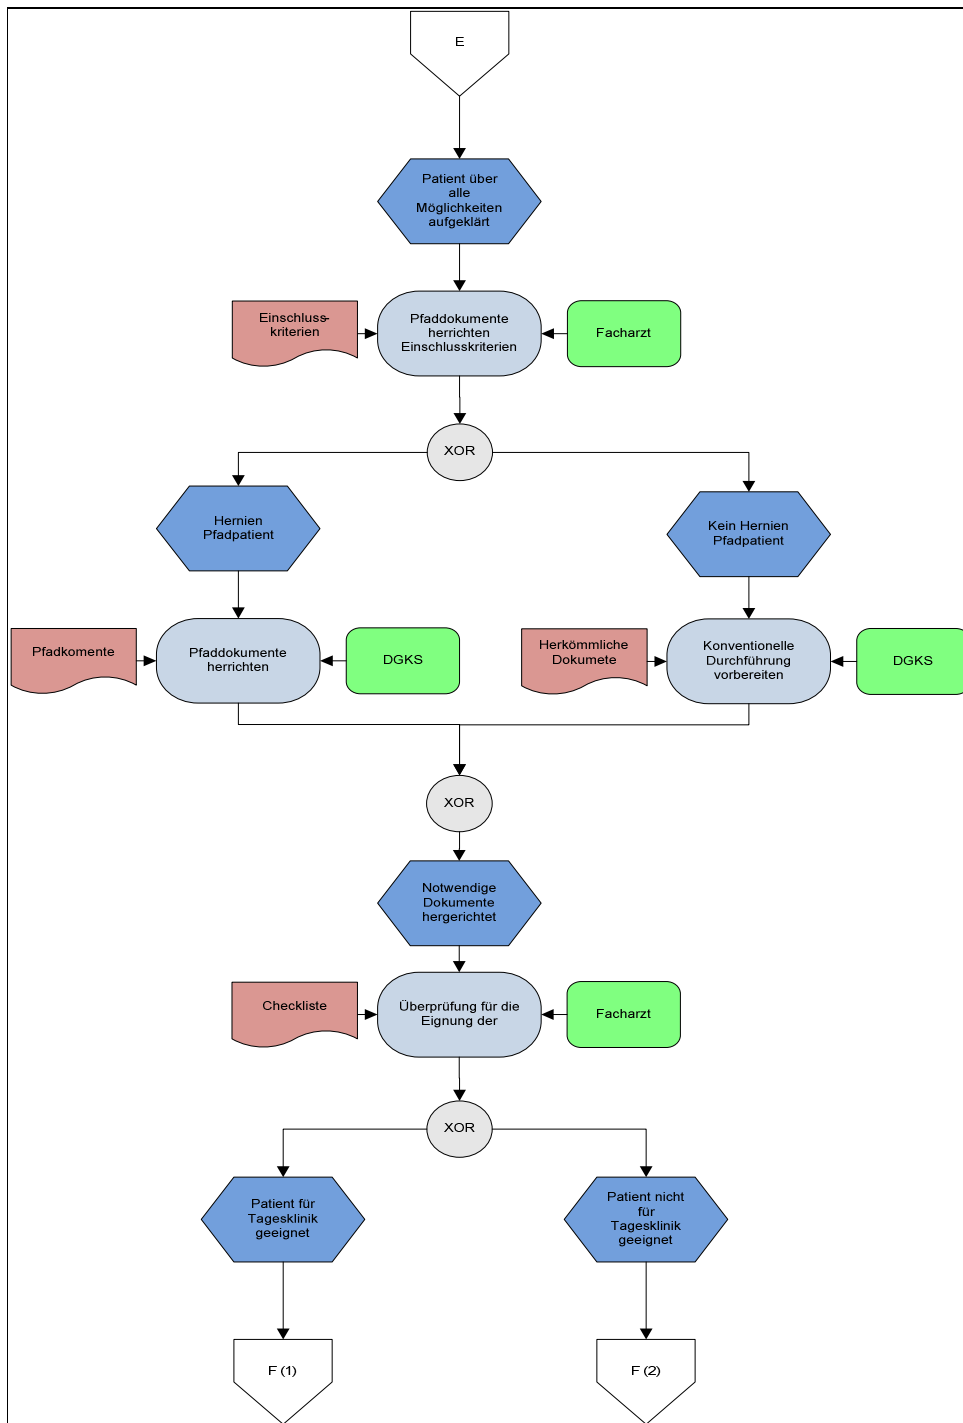 E
Patient über
alle
Möglichkeiten
aufgeklärt
Einschluss-
kriterien
Pfaddokumente
herrichten
Einschlusskriterien
Facharzt
XOR
Hernien
Pfadpatient
Kein Hernien
Pfadpatient
Pfadkomente
Pfaddokumente
herrichten
DGKS
Herkömmliche
Dokumete
Konventionelle
Durchführung
vorbereiten
DGKS
XOR
Notwendige
Dokumente
hergerichtet
Checkliste
Überprüfung für die
Eignung der
Facharzt
XOR
Patient für
Tagesklinik
geeignet
Patient nicht
für
Tagesklinik
geeignet
F (1)
F (2)